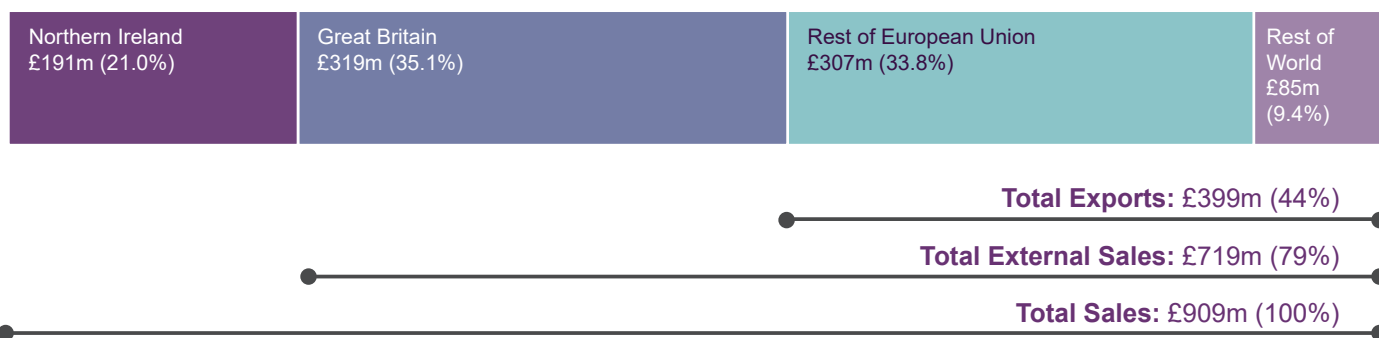 Northern Ireland
£191m (21.0%)
Great Britain
£319m (35.1%)
Rest of European Union
£307m (33.8%)
Rest of
World
£85m
(9.4%)
Total Exports: £399m (44%)
Total External Sales: £719m (79%)
Total Sales: £909m (100%)